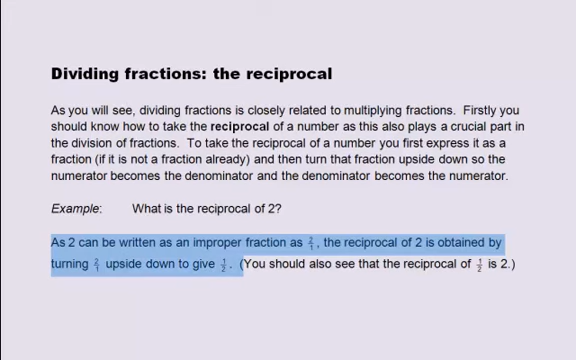 Dividing fractions: the reciprocal
As you will see, dividing fractions is closely related to multiplying fractions. Firstly you
should know how to take the reciprocal of a number as this also plays a crucial part in
the division of fractions. To take the reciprocal of a number you first express it as a
fraction (if it is not a fraction already) and then turn that fraction upside down so the
numerator becomes the denominator and the denominator becomes the numerator.
Example: What is the reciprocal of 2?
As 2 can be written as an improper fraction as 2/1, the reciprocal of 2 is obtained by
turning 2/1 upside down to give 1/2. (You should also see that the reciprocal of 1/2 is 2.)